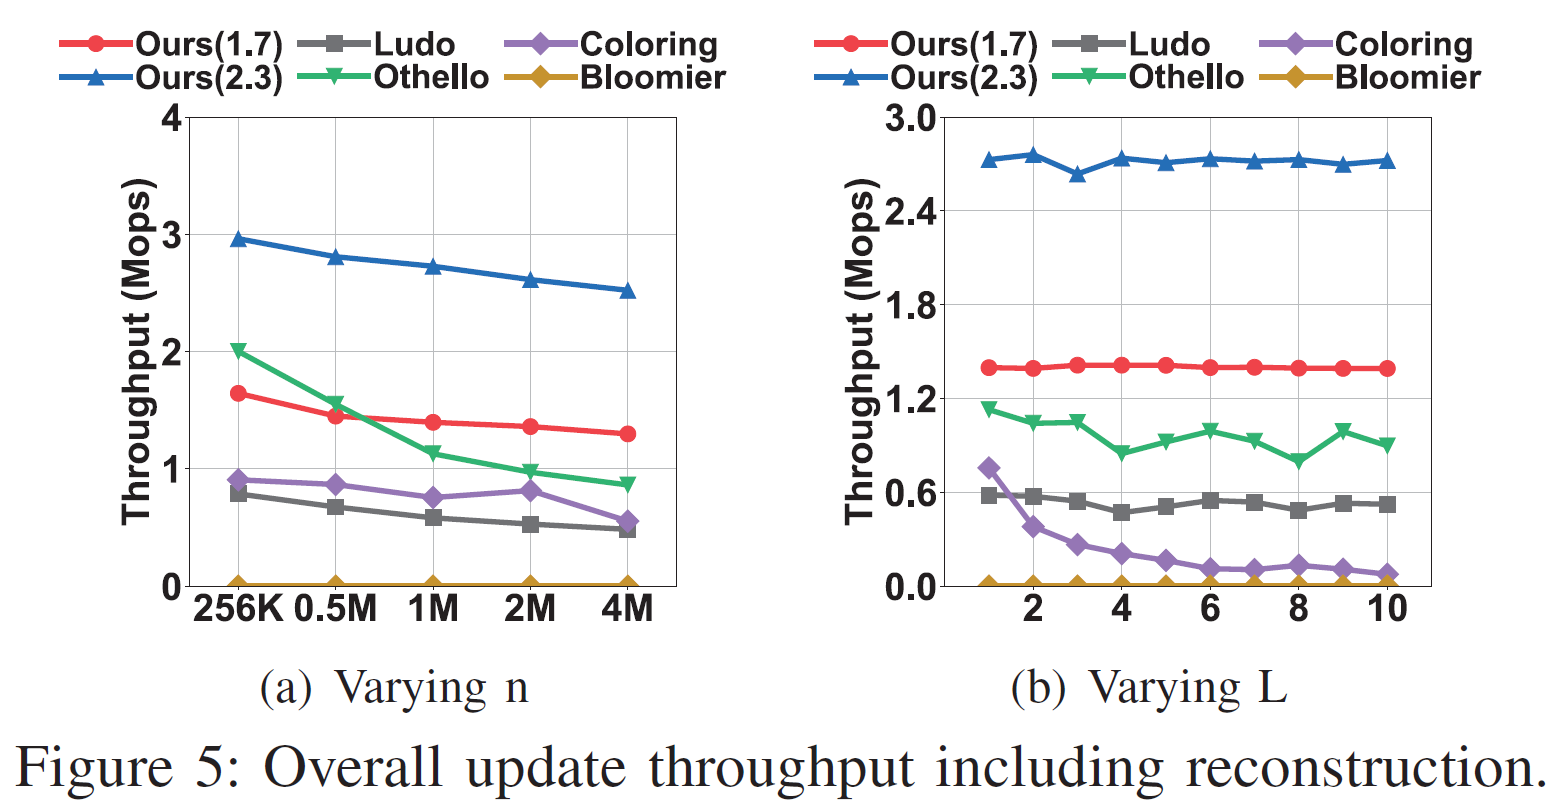 Ours(1.7) Ludo Coloring
Ours(2.3) Othello Bloomier
4
3
2
1
0
Throughput (Mops)
256K 0.5M 1M 2M 4M
(a) Varying n
Ours(1.7) Ludo Coloring
Ours(2.3) Othello Bloomier
3.0
2.4
1.8
1.2
0.6
0.0
Throughput (Mops)
2 4 6 8 10
(b) Varying L
Figure 5: Overall update throughput including reconstruction.